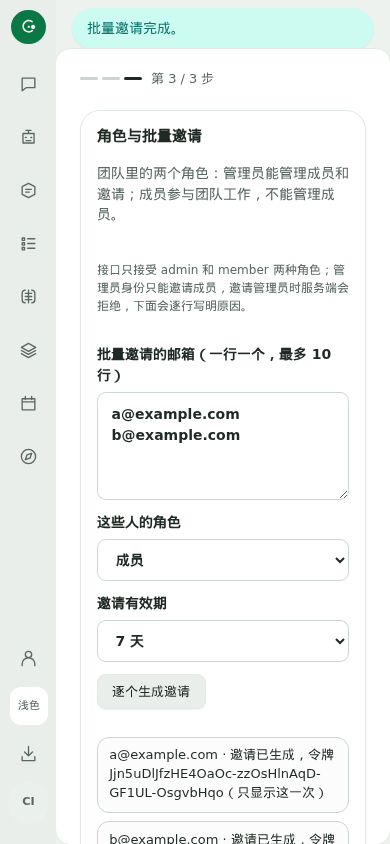 批量邀请完成。
第 3 / 3 步
角色与批量邀请
团队里的两个角色：管理员能管理成员和
邀请；成员参与团队工作，不能管理成
员。
接口只接受 admin 和 member 两种角色；管
理员身份只能邀请成员，邀请管理员时服务端会
拒绝，下面会逐行写明原因。
批量邀请的邮箱（一行一个，最多 10
行）
a@example.com
b@example.com
这些人的角色
成员
邀请有效期
7 天
逐个生成邀请
浅色
CI
a@example.com · 邀请已生成，令牌
Jjn5uDlJfzHE4OaOc-zzOsHlnAqD-
GF1UL-OsgvbHqo（只显示这一次）
b@example.com · 邀请已生成，令牌